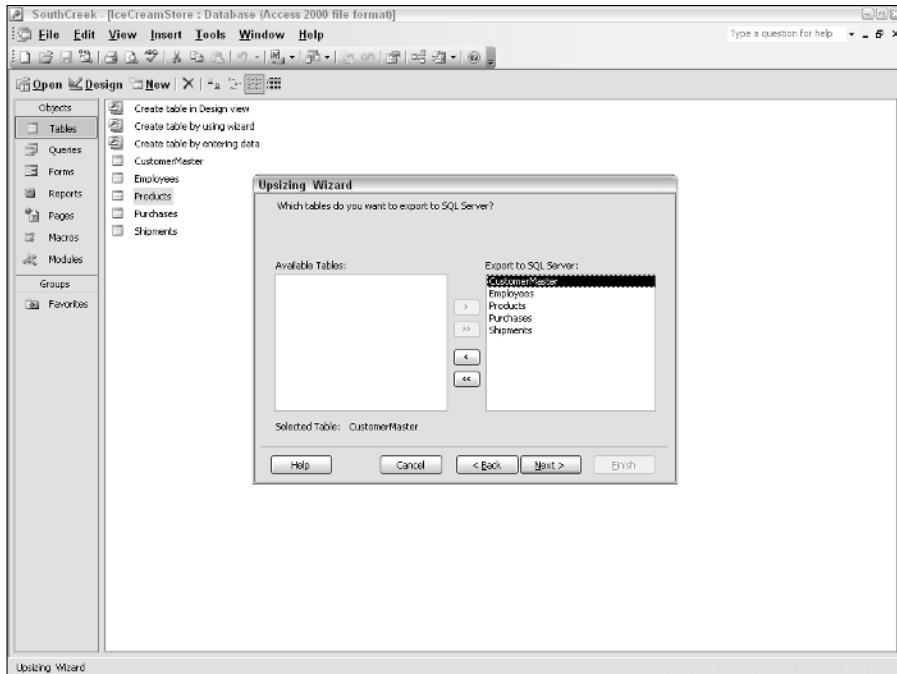 SouthCreek - [IceCreamStore : Database (Access 2000 file format)]
File Edit View Insert Tools Window Help
Type a question for help
Open Design New
Objects
Tables
Queries
Forms
Reports
Pages
Macros
Modules
Groups
Favorites
Create table in Design view
Create table by using wizard
Create table by entering data
CustomerMaster
Employees
Products
Purchases
Shipments
Upsizing Wizard
Which tables do you want to export to SQL Server?
Available Tables:
Export to SQL Server:
CustomerMaster
Employees
Products
Purchases
Shipments
>
>>
<
<<
Selected Table: CustomerMaster
Help Cancel < Back Next > Finish
Upsizing Wizard